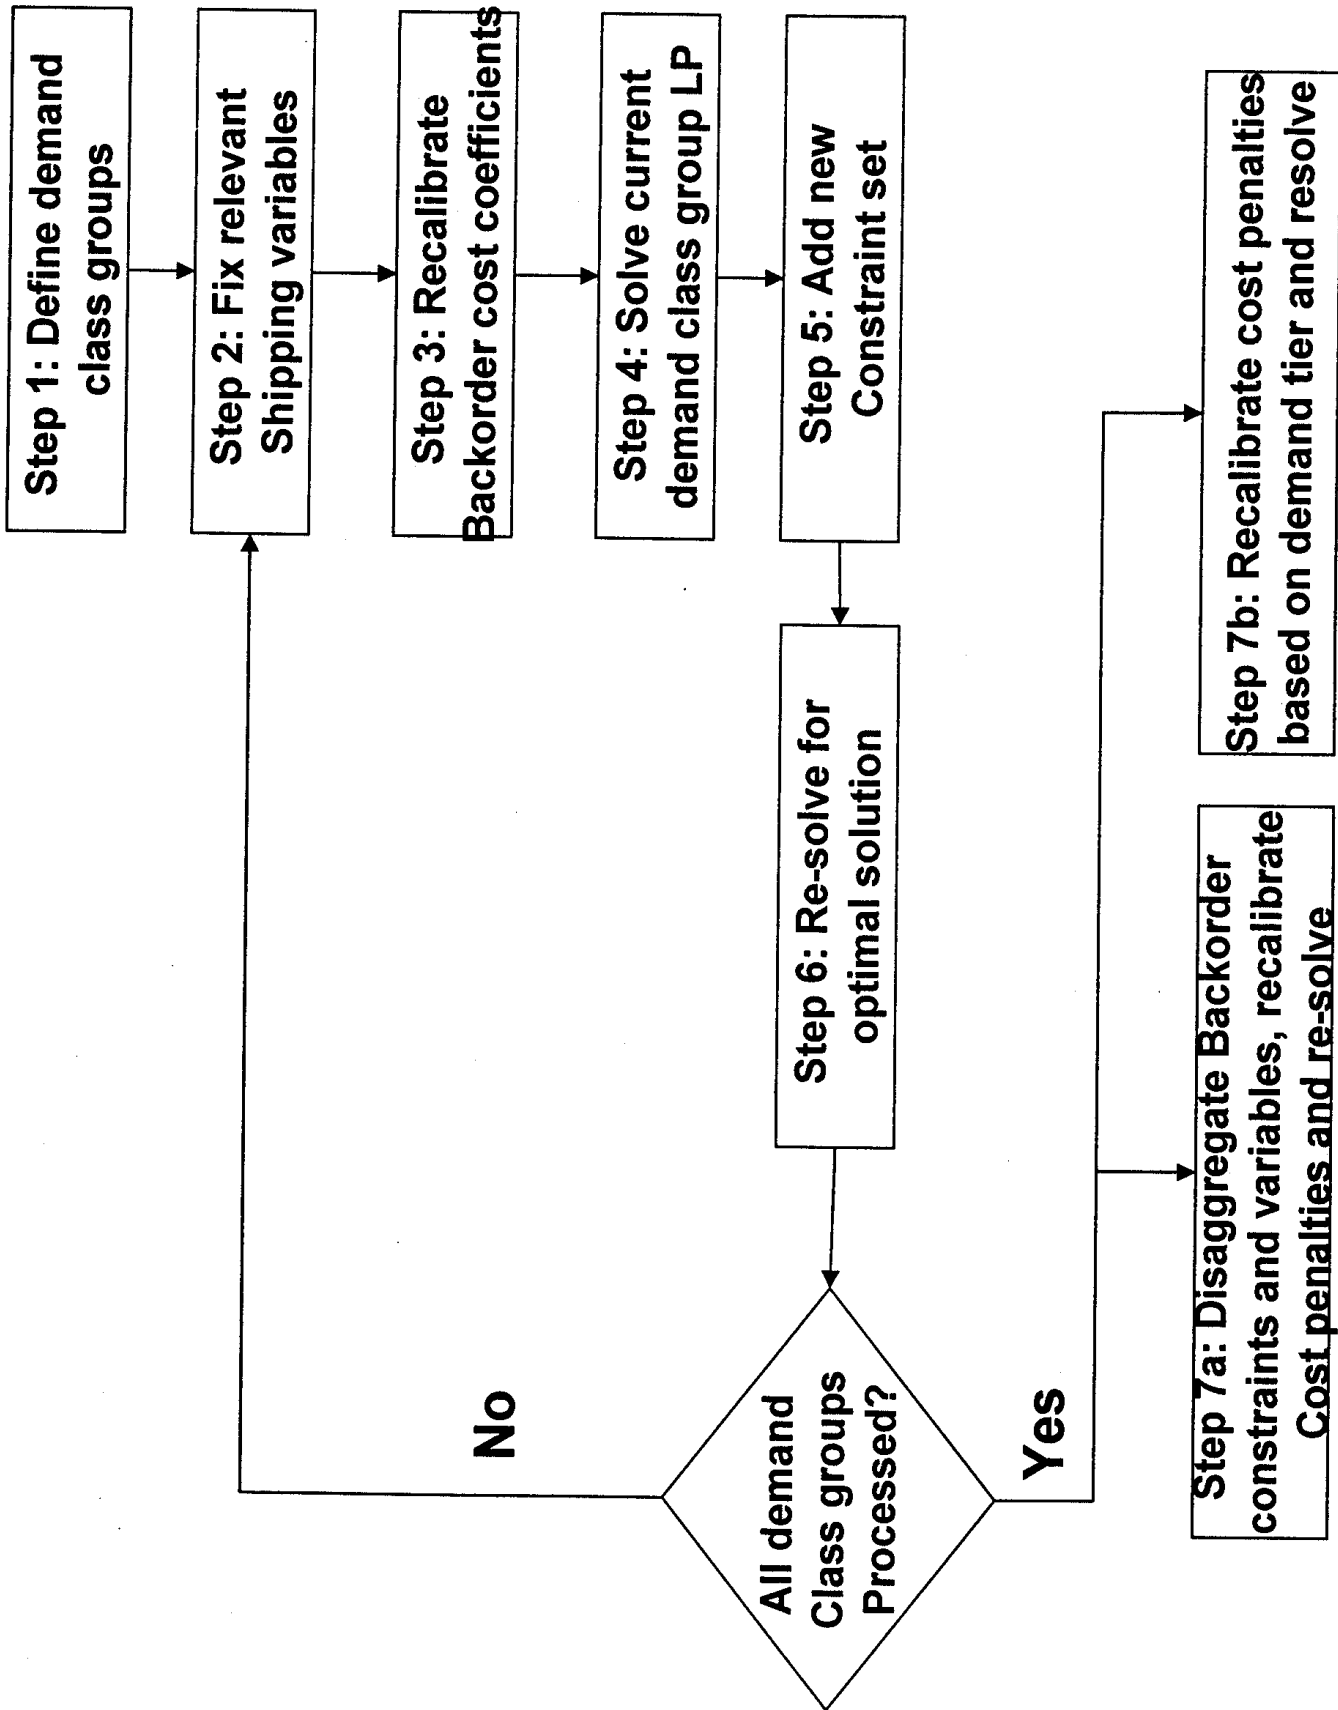 Step 1: Define demand
class groups
Step 2: Fix relevant
Shipping variables
Step 3: Recalibrate
Backorder cost coefficients
Step 4: Solve current
demand class group LP
Step 5: Add new
Constraint set
Step 6: Re-solve for
optimal solution
All demand
Class groups
Processed?
No
Yes
Step 7a: Disaggregate Backorder
constraints and variables, recalibrate
Cost penalties and re-solve
Step 7b: Recalibrate cost penalties
based on demand tier and resolve